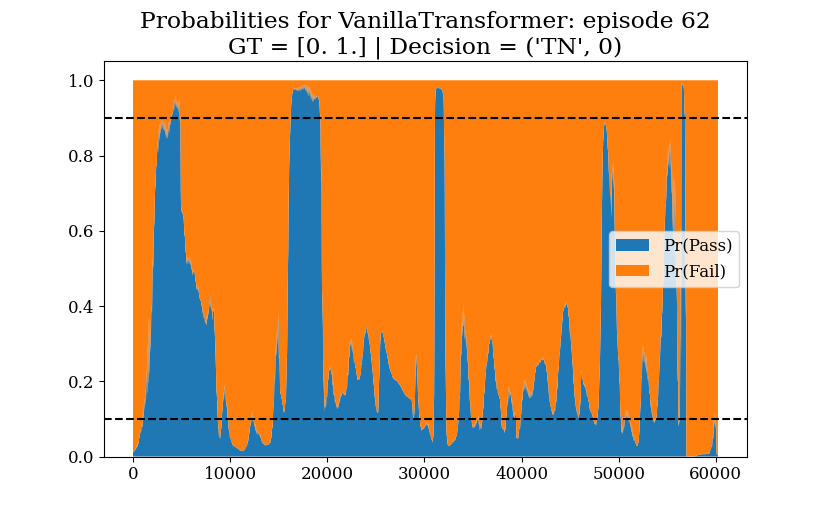 Probabilities for VanillaTransformer: episode 62
GT = [0. 1.] | Decision = ('TN', 0)
1.0
0.8
0.6
0.4
0.2
0.0
Pr(Pass)
Pr(Fail)
0 10000 20000 30000 40000 50000 60000